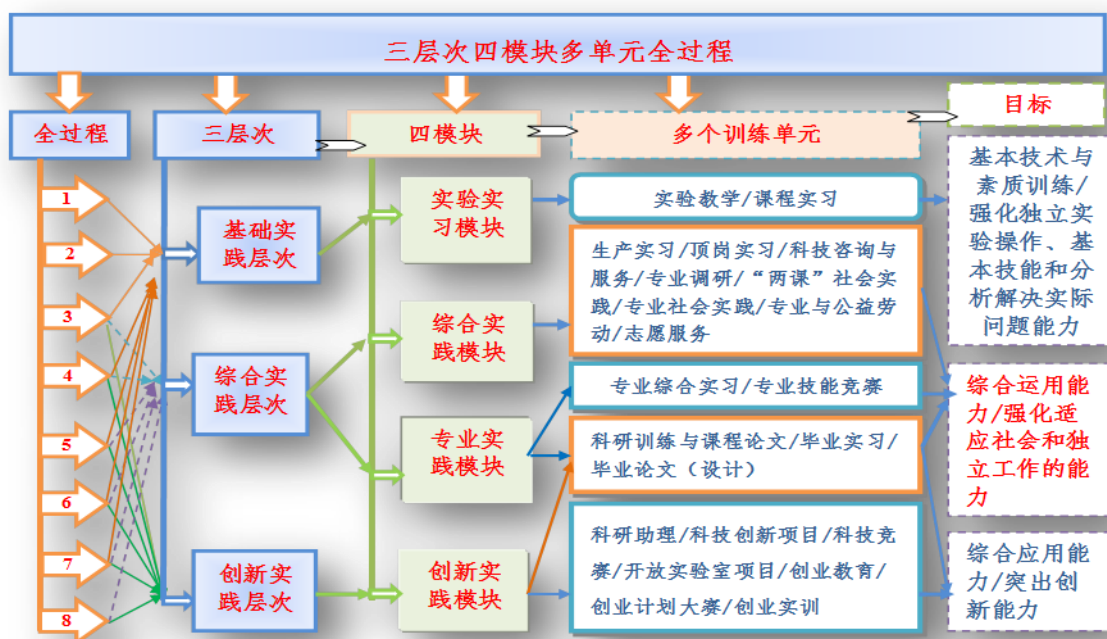 三层次四模块多单元全过程
全过程
三层次
四模块
多个训练单元
目标
1
2
3
4
5
6
7
8
基础实
践层次
综合实
践层次
创新实
践层次
实验实
习模块
综合实
践模块
专业实
践模块
创新实
践模块
实验教学/课程实习
生产实习/顶岗实习/科技咨询与
服务/专业调研/“两课”社会实
践/专业社会实践/专业与公益劳
动/志愿服务
专业综合实习/专业技能竞赛
科研训练与课程论文/毕业实习/
毕业论文（设计）
科研助理/科技创新项目/科技竞
赛/开放实验室项目/创业教育/
创业计划大赛/创业实训
基本技术与
素质训练/
强化独立实
验操作、基
本技能和分
析解决实际
问题能力
综合运用能
力/强化适
应社会和独
立工作的能
力
综合应用能
力/突出创
新能力